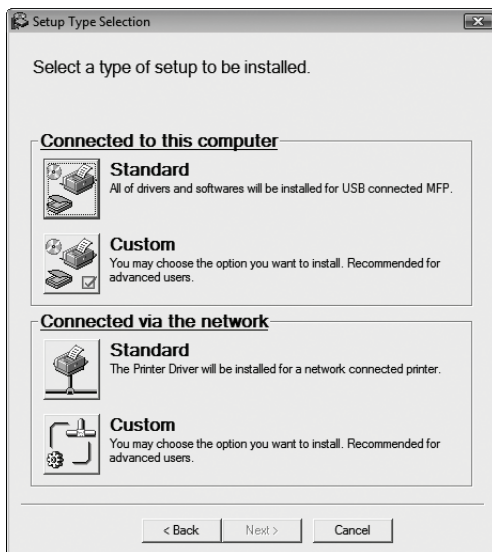 Setup Type Selection
Select a type of setup to be installed.
Connected to this computer
Standard
All of drivers and softwares will be installed for USB connected MFP.
Custom
You may choose the option you want to install. Recommended for
advanced users.
Connected via the network
Standard
The Printer Driver will be installed for a network connected printer.
Custom
You may choose the option you want to install. Recommended for
advanced users.
< Back Next > Cancel